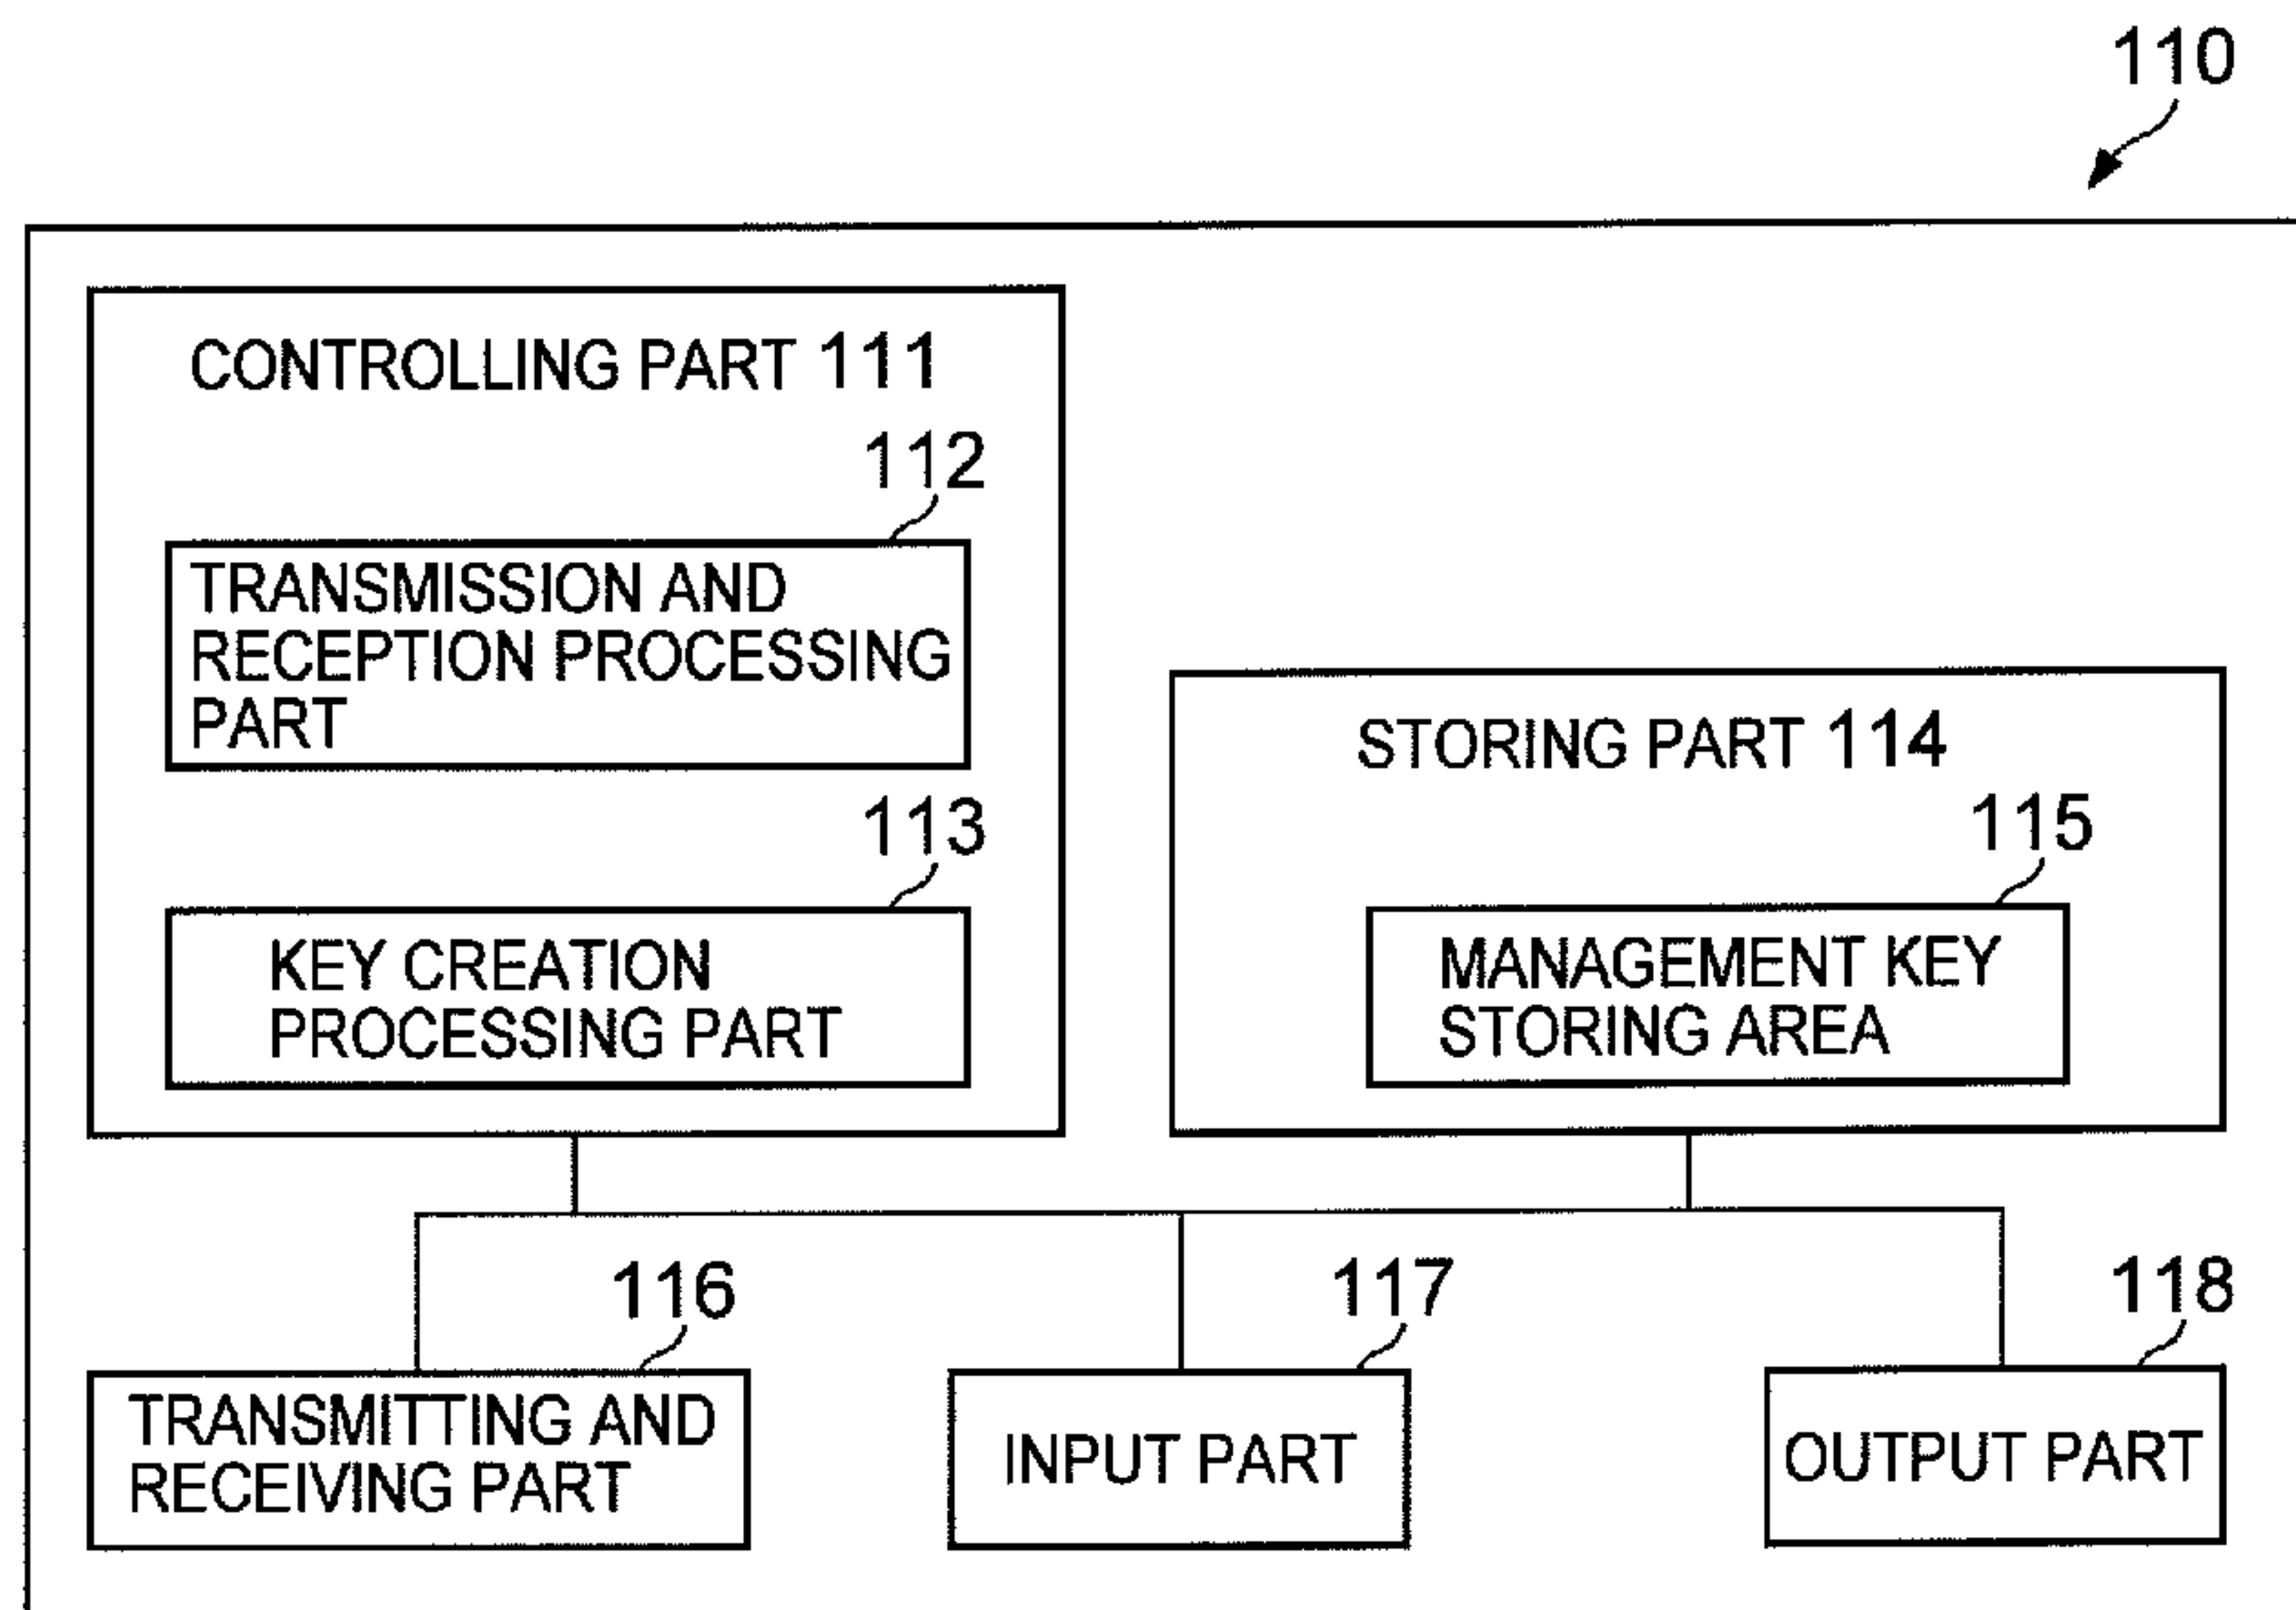 110
CONTROLLING PART 111
112
TRANSMISSION AND
RECEPTION PROCESSING
PART
113
KEY CREATION
PROCESSING PART
STORING PART 114
115
MANAGEMENT KEY
STORING AREA
116
TRANSMITTING AND
RECEIVING PART
117
INPUT PART
118
OUTPUT PART